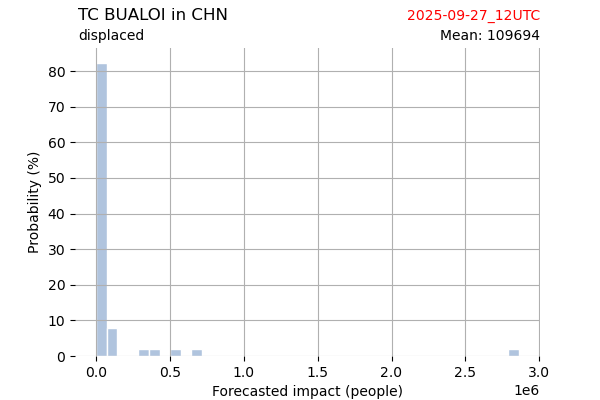 TC BUALOI in CHN
2025-09-27_12UTC
displaced
Mean: 109694
Probability (%)
80
70
60
50
40
30
20
10
0
0.0 0.5 1.0 1.5 2.0 2.5 3.0
1e6
Forecasted impact (people)